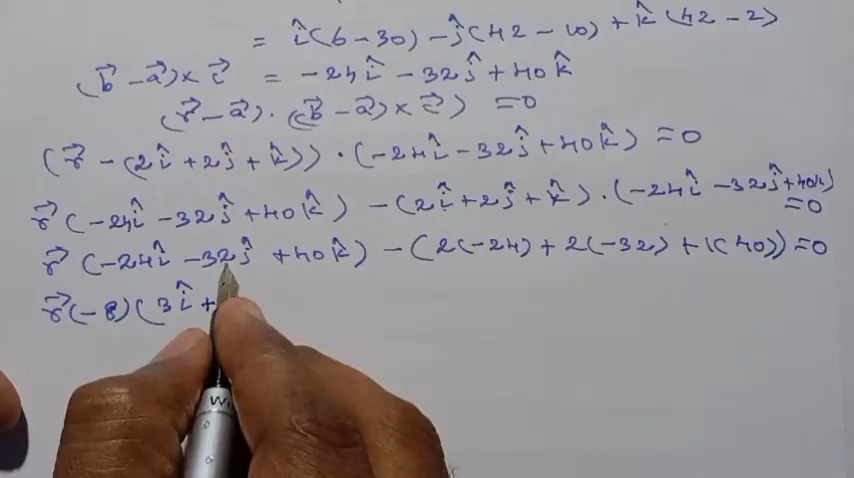 = î(6-30) - ĵ(42-10) + k̂(42-2)
(b⃗ - a⃗) × c⃗ = -24î - 32ĵ + 40k̂
(r⃗ - a⃗) · (b⃗ - a⃗) × c⃗) = 0
(r⃗ - (2î + 2ĵ + k̂)) · (-24î - 32ĵ + 40k̂) = 0
r⃗ (-24î - 32ĵ + 40k̂) - (2î + 2ĵ + k̂) · (-24î - 32ĵ + 40k̂) = 0
r⃗ (-24î - 32ĵ + 40k̂) - (2(-24) + 2(-32) + 1(40)) = 0
r⃗ (-8)(3î +